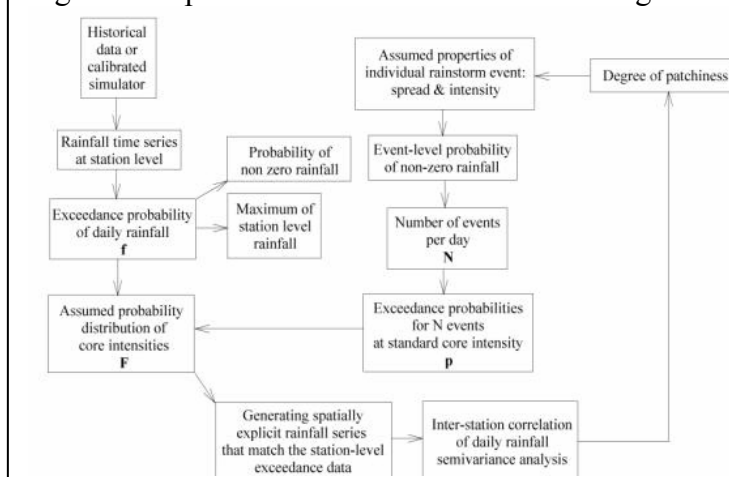 Historical
data or
calibrated
simulator
Assumed properties of
individual rainstorm event:
spread & intensity
Degree of patchiness
Rainfall time series
at station level
Probability of
non zero rainfall
Event-level probability
of non-zero rainfall
Exceedance probability
of daily rainfall
f
Maximum of
station level
rainfall
Number of events
per day
N
Assumed probability
distribution of
core intensities
F
Exceedance probabilities
for N events
at standard core intensity
p
Generating spatially
explicit rainfall series
that match the station-level
exceedance data
Inter-station correlation
of daily rainfall
semivariance analysis